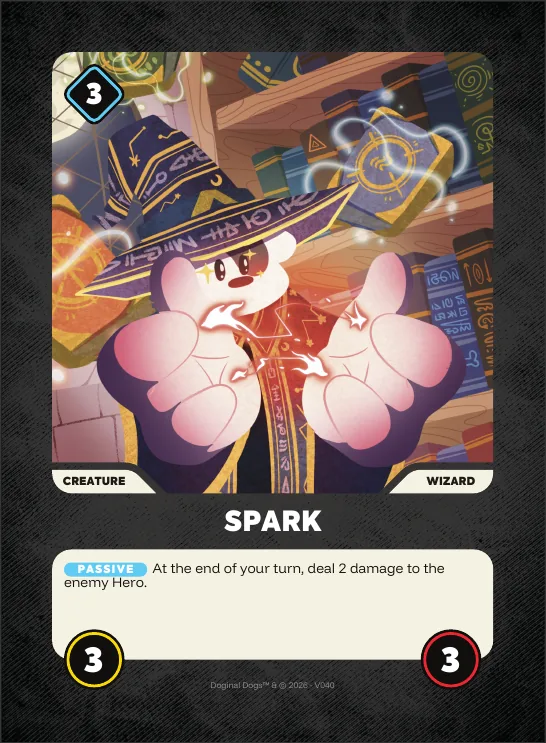 3
CREATURE
WIZARD
SPARK
PASSIVE At the end of your turn, deal 2 damage to the
enemy Hero.
3
3
Doginal Dogs™ & © 2026 - V040